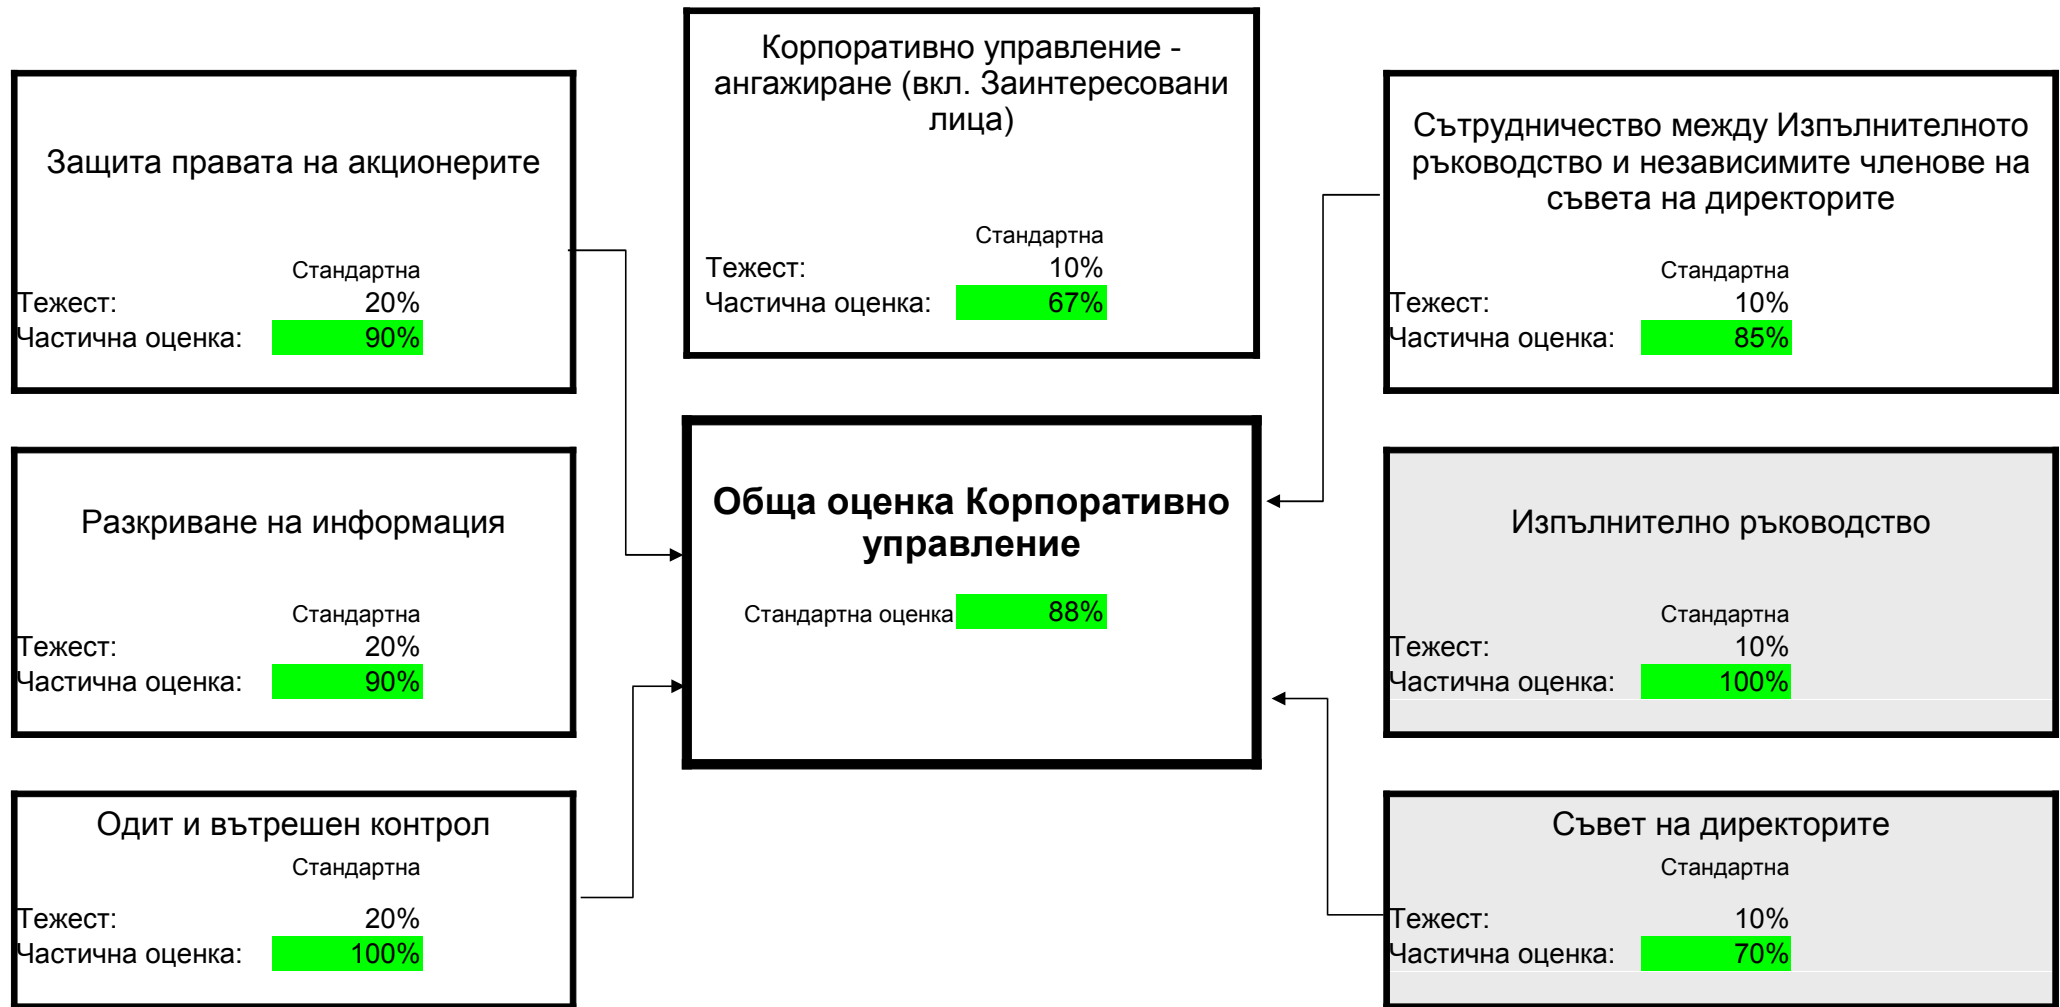 Корпоративно управление -
ангажиране (вкл. Заинтересовани
лица)
Стандартна
Тежест: 10%
Частична оценка: 67%
Защита правата на акционерите
Стандартна
Тежест: 20%
Частична оценка: 90%
Сътрудничество между Изпълнителното
ръководство и независимите членове на
съвета на директорите
Стандартна
Тежест: 10%
Частична оценка: 85%
Разкриване на информация
Стандартна
Тежест: 20%
Частична оценка: 90%
Обща оценка Корпоративно
управление
Стандартна оценка 88%
Изпълнително ръководство
Стандартна
Тежест: 10%
Частична оценка: 100%
Одит и вътрешен контрол
Стандартна
Тежест: 20%
Частична оценка: 100%
Съвет на директорите
Стандартна
Тежест: 10%
Частична оценка: 70%